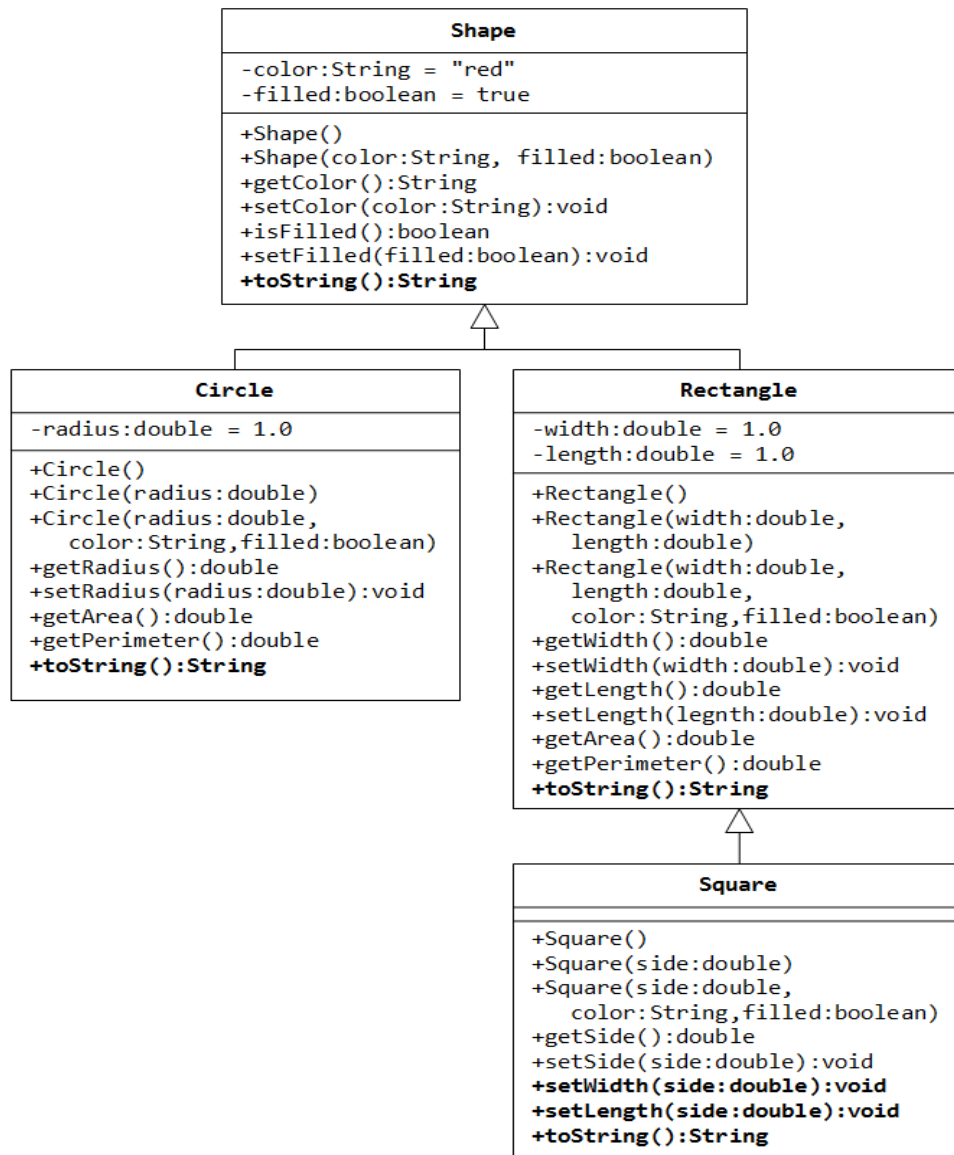 Shape
-color:String = "red"
-filled:boolean = true
+Shape()
+Shape(color:String, filled:boolean)
+getColor():String
+setColor(color:String):void
+isFilled():boolean
+setFilled(filled:boolean):void
+toString():String
Circle
-radius:double = 1.0
+Circle()
+Circle(radius:double)
+Circle(radius:double,
color:String,filled:boolean)
+getRadius():double
+setRadius(radius:double):void
+getArea():double
+getPerimeter():double
+toString():String
Rectangle
-width:double = 1.0
-length:double = 1.0
+Rectangle()
+Rectangle(width:double,
length:double)
+Rectangle(width:double,
length:double,
color:String,filled:boolean)
+getWidth():double
+setWidth(width:double):void
+getLength():double
+setLength(legnth:double):void
+getArea():double
+getPerimeter():double
+toString():String
Square
+Square()
+Square(side:double)
+Square(side:double,
color:String,filled:boolean)
+getSide():double
+setSide(side:double):void
+setWidth(side:double):void
+setLength(side:double):void
+toString():String